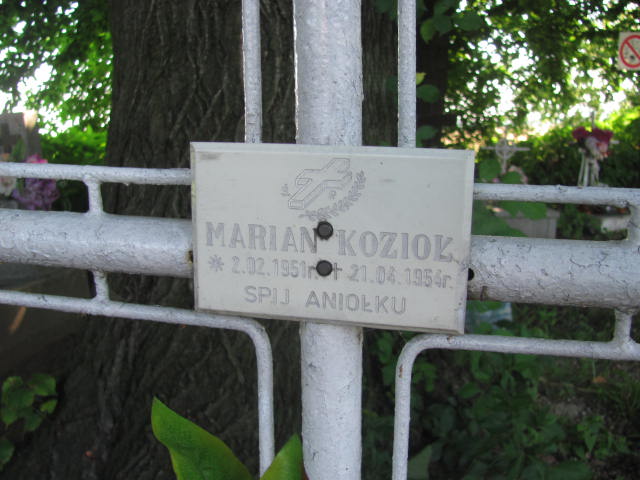 MARIAN KOZIOŁ
* 2.02.1951r. + 21.04.1954r.
ŚPIJ ANIOŁKU